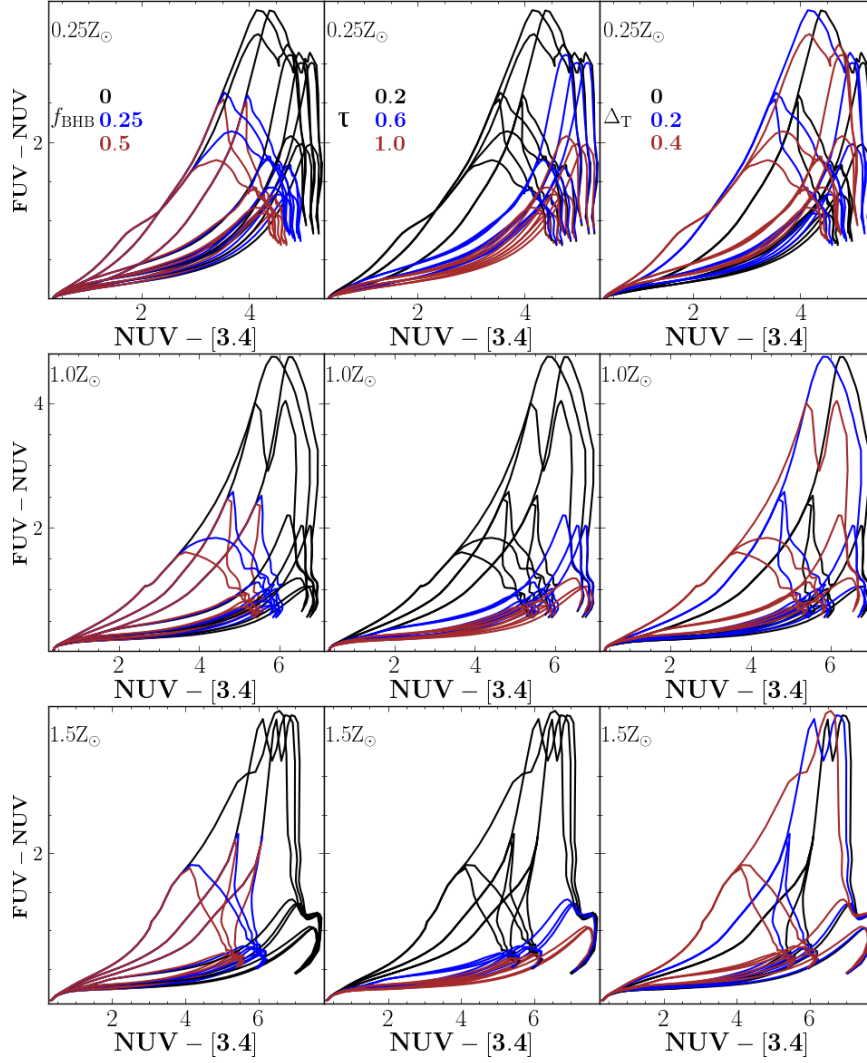 0.25Z⊙ 0.25Z⊙ 0.25Z⊙
0 0.2 0
f_BHB 0.25 τ 0.6 Δ_T 0.2
0.5 1.0 0.4
FUV − NUV
2
2 4 2 4 2 4
NUV − [3.4] NUV − [3.4] NUV − [3.4]
1.0Z⊙ 1.0Z⊙ 1.0Z⊙
4
FUV − NUV
2
2 4 6 2 4 6 2 4 6
NUV − [3.4] NUV − [3.4] NUV − [3.4]
1.5Z⊙ 1.5Z⊙ 1.5Z⊙
FUV − NUV
2
2 4 6 2 4 6 2 4 6
NUV − [3.4] NUV − [3.4] NUV − [3.4]